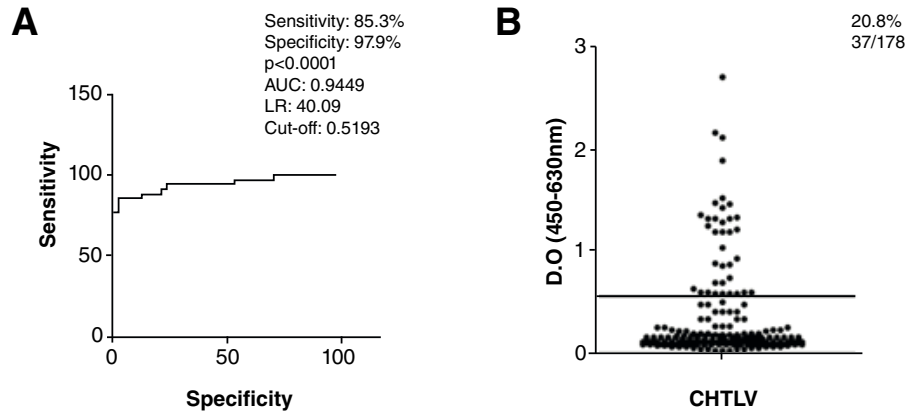 A
Sensitivity: 85.3%
Specificity: 97.9%
p<0.0001
AUC: 0.9449
LR: 40.09
Cut-off: 0.5193
150
100
50
0
Sensitivity
0 50 100
Specificity
B
20.8%
37/178
3
2
1
0
D.O (450-630nm)
CHTLV